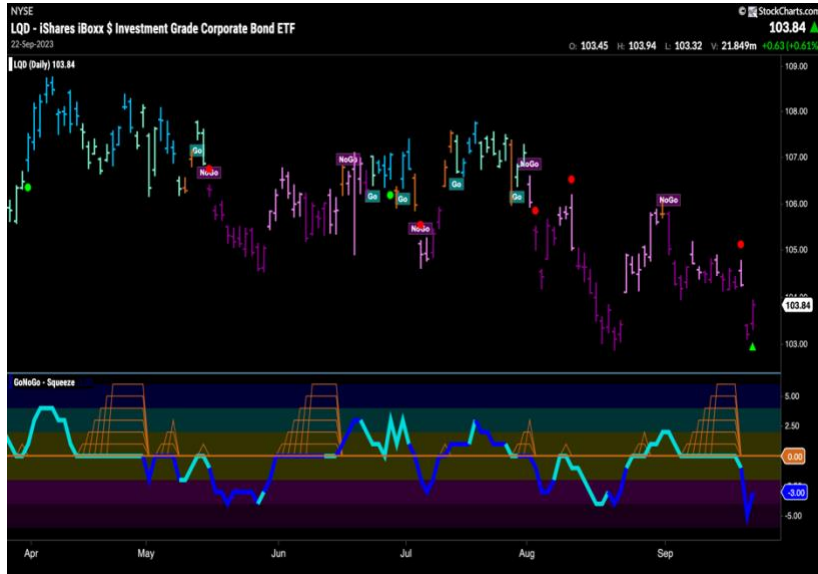 NYSE
© StockCharts.com
LQD - iShares iBoxx $ Investment Grade Corporate Bond ETF
103.84
22-Sep-2023
O: 103.45 H: 103.94 L: 103.32 V: 21.849m +0.63 (+0.61%)
LQD (Daily) 103.84
109.00
108.00
107.00
106.00
105.00
104.00
103.84
103.00
Go
NoGo
NoGo
Go
Go
NoGo
Go
NoGo
Go
NoGo
GoNoGo - Squeeze
5.00
2.50
0.00
-3.00
-5.00
Apr
May
Jun
Jul
Aug
Sep